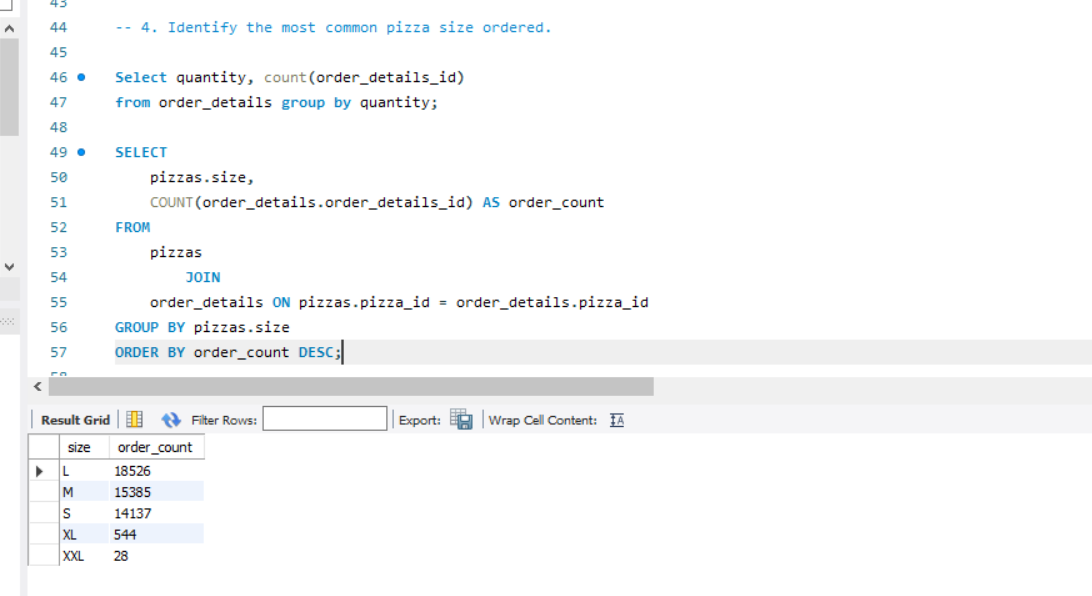 43
44 -- 4. Identify the most common pizza size ordered.
45
46 Select quantity, count(order_details_id)
47 from order_details group by quantity;
48
49 SELECT
50 pizzas.size,
51 COUNT(order_details.order_details_id) AS order_count
52 FROM
53 pizzas
54 JOIN
55 order_details ON pizzas.pizza_id = order_details.pizza_id
56 GROUP BY pizzas.size
57 ORDER BY order_count DESC;
58
Result Grid Filter Rows: Export: Wrap Cell Content: IA
size order_count
L 18526
M 15385
S 14137
XL 544
XXL 28